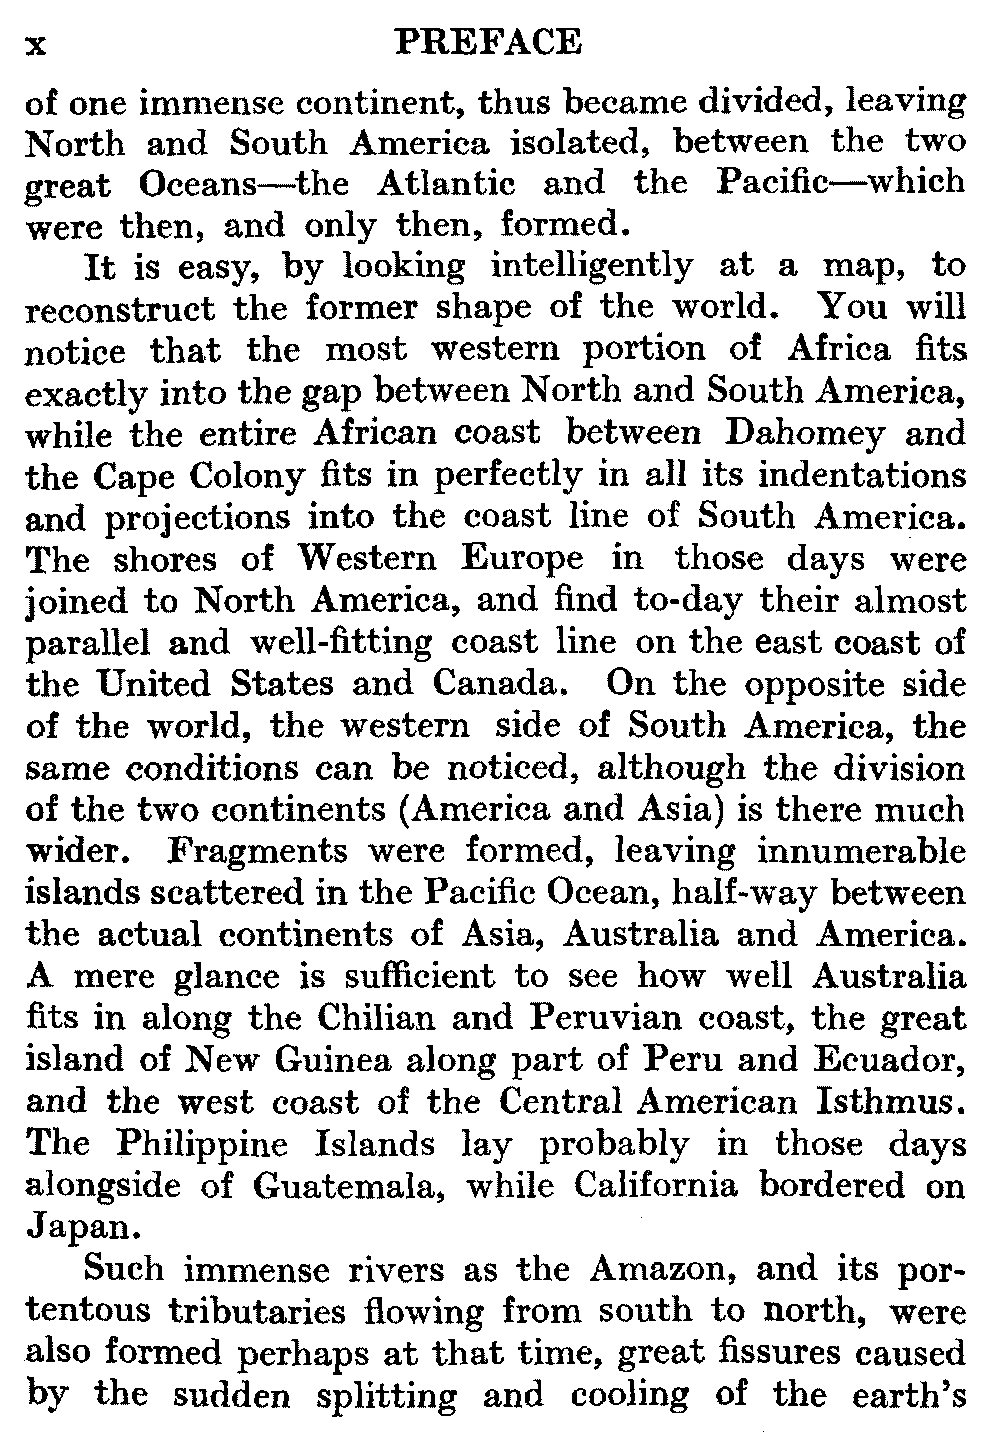 x PREFACE
of one immense continent, thus became divided, leaving
North and South America isolated, between the two
great Oceans—the Atlantic and the Pacific—which
were then, and only then, formed.
It is easy, by looking intelligently at a map, to
reconstruct the former shape of the world. You will
notice that the most western portion of Africa fits
exactly into the gap between North and South America,
while the entire African coast between Dahomey and
the Cape Colony fits in perfectly in all its indentations
and projections into the coast line of South America.
The shores of Western Europe in those days were
joined to North America, and find to-day their almost
parallel and well-fitting coast line on the east coast of
the United States and Canada. On the opposite side
of the world, the western side of South America, the
same conditions can be noticed, although the division
of the two continents (America and Asia) is there much
wider. Fragments were formed, leaving innumerable
islands scattered in the Pacific Ocean, half-way between
the actual continents of Asia, Australia and America.
A mere glance is sufficient to see how well Australia
fits in along the Chilian and Peruvian coast, the great
island of New Guinea along part of Peru and Ecuador,
and the west coast of the Central American Isthmus.
The Philippine Islands lay probably in those days
alongside of Guatemala, while California bordered on
Japan.
Such immense rivers as the Amazon, and its por-
tentous tributaries flowing from south to north, were
also formed perhaps at that time, great fissures caused
by the sudden splitting and cooling of the earth's